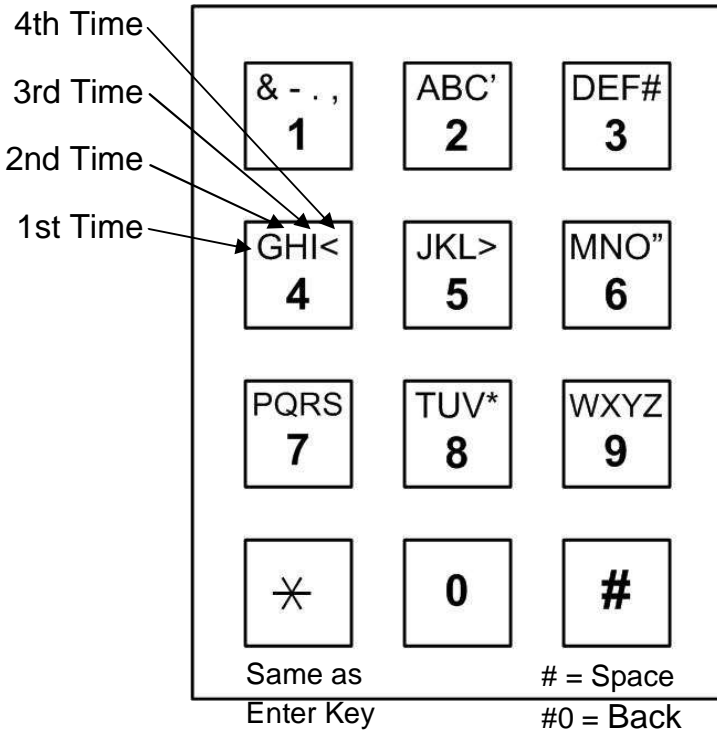 4th Time
3rd Time
2nd Time
1st Time
& - . ,
1
ABC’
2
DEF#
3
GHI<
4
JKL>
5
MNO”
6
PQRS
7
TUV*
8
WXYZ
9
*
0
#
Same as
Enter Key
# = Space
#0 = Back